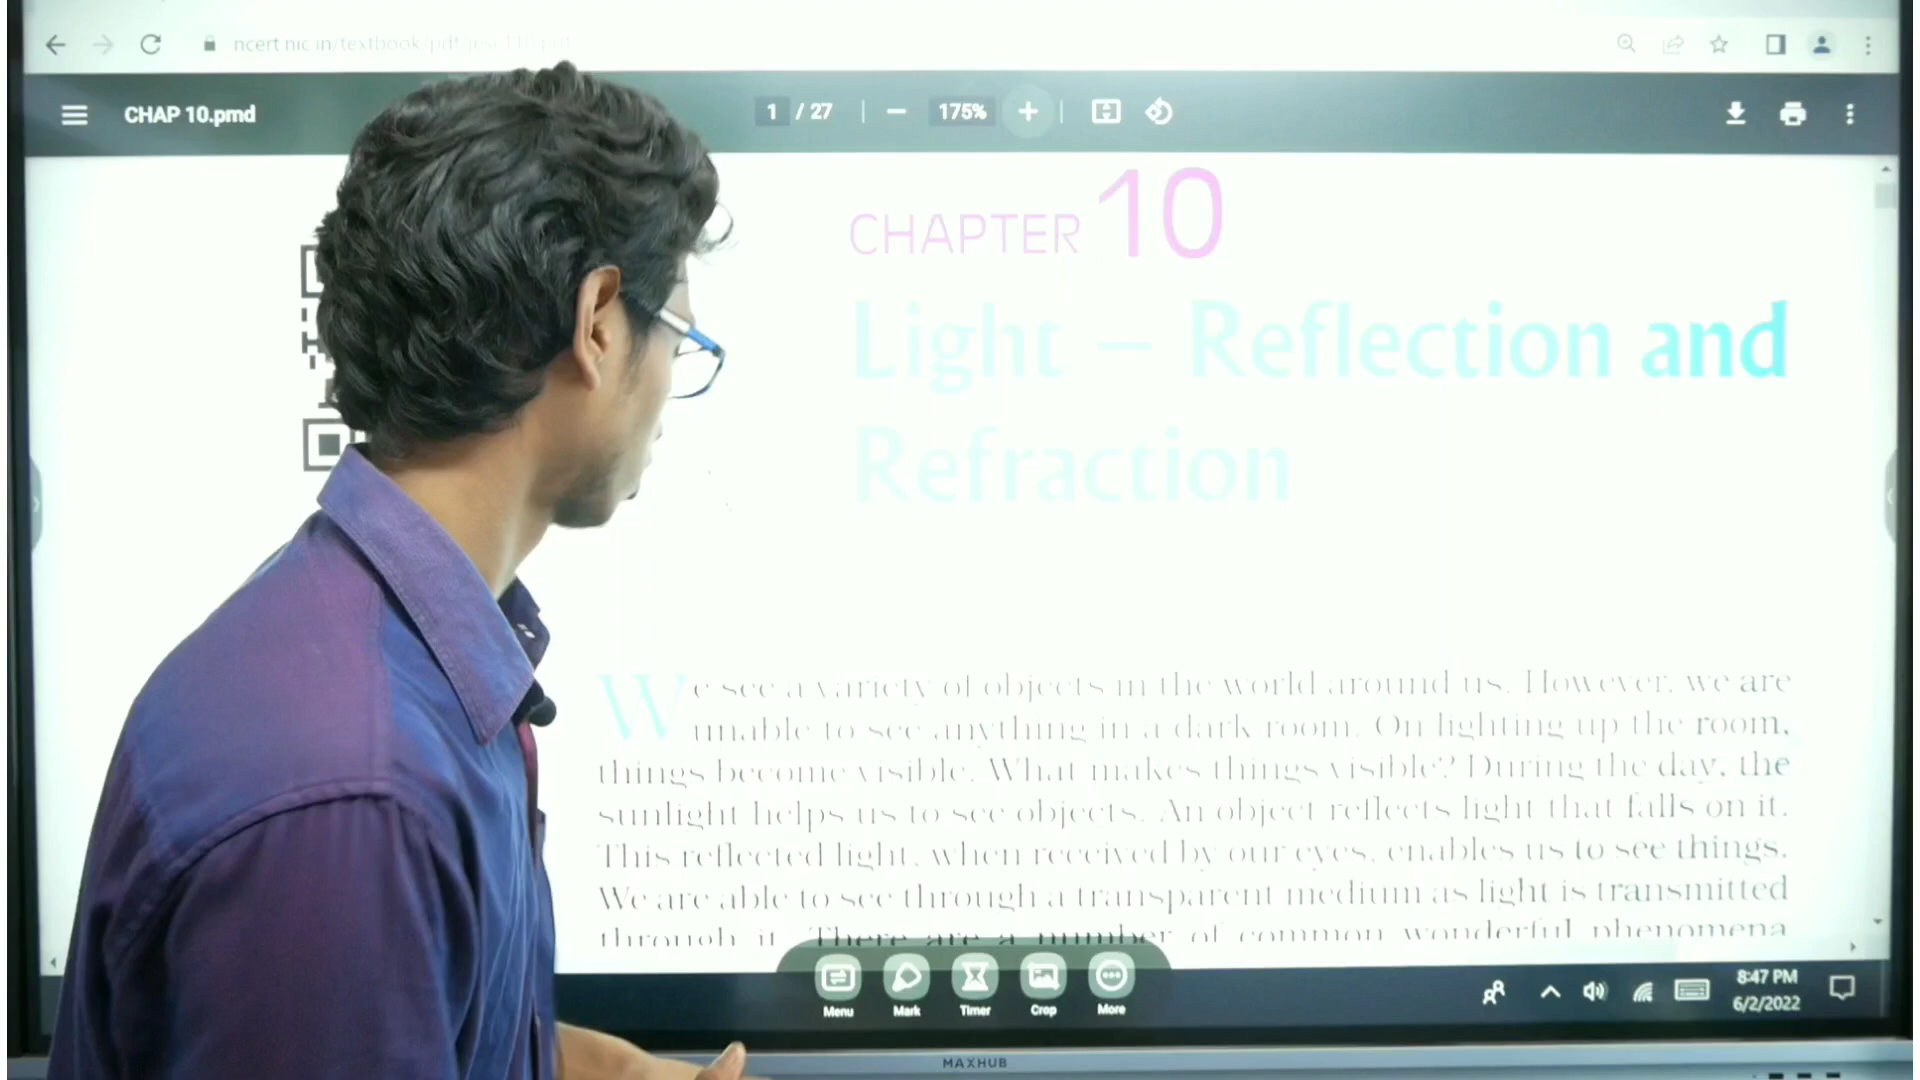 ncert.nic.in/textbook/pdf/jesc110.pdf
CHAP 10.pmd
1 / 27
175%
CHAPTER 10
Light – Reflection and
Refraction
We see a variety of objects in the world around us. However, we are
unable to see anything in a dark room. On lighting up the room,
things become visible. What makes things visible? During the day, the
sunlight helps us to see objects. An object reflects light that falls on it.
This reflected light, when received by our eyes, enables us to see things.
We are able to see through a transparent medium as light is transmitted
through it. There are a number of common wonderful phenomena
Menu Mark Timer Crop More
8:47 PM
6/2/2022
MAXHUB